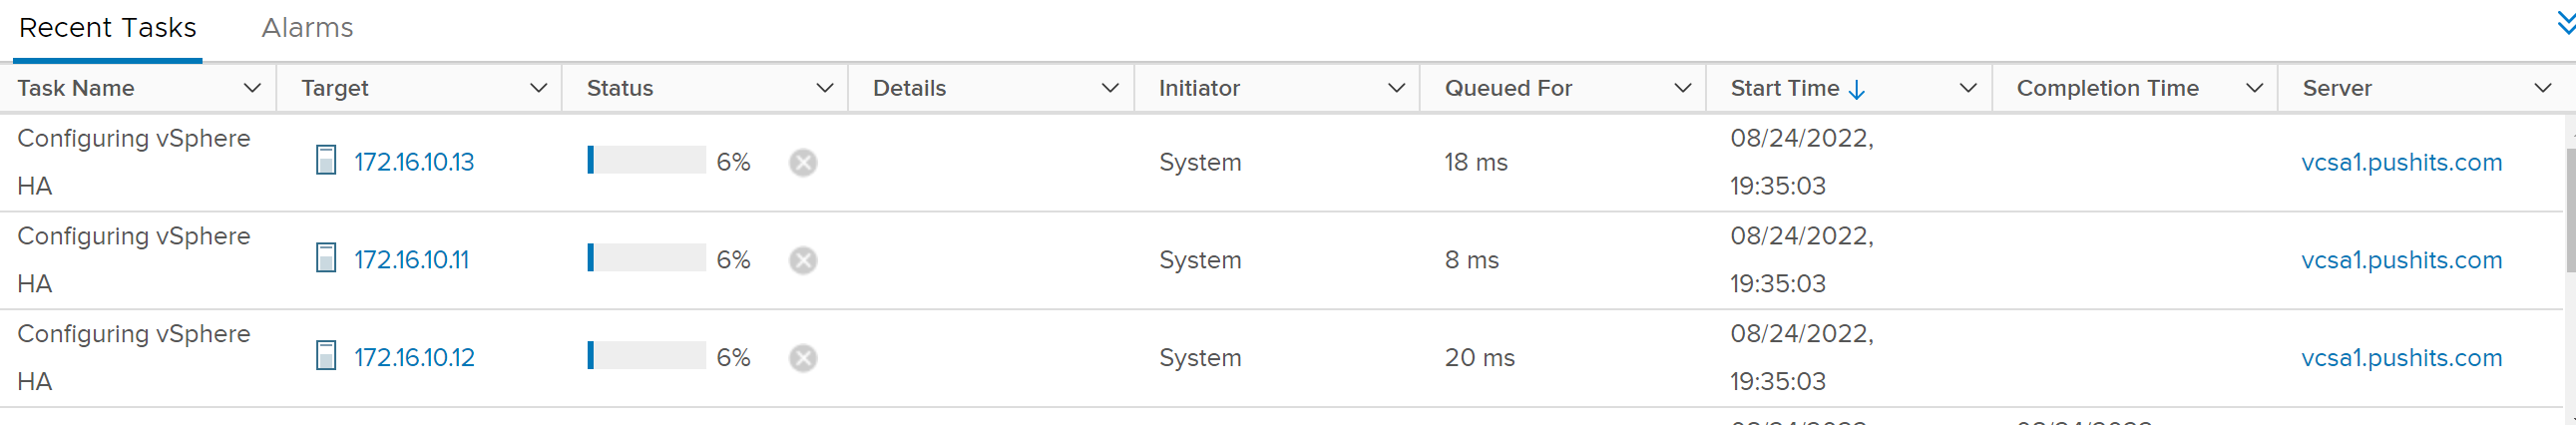 Recent Tasks Alarms
Task Name Target Status Details Initiator Queued For Start Time Completion Time Server
Configuring vSphere 08/24/2022,
172.16.10.13 6% System 18 ms vcsa1.pushits.com
HA 19:35:03
Configuring vSphere 08/24/2022,
172.16.10.11 6% System 8 ms vcsa1.pushits.com
HA 19:35:03
Configuring vSphere 08/24/2022,
172.16.10.12 6% System 20 ms vcsa1.pushits.com
HA 19:35:03